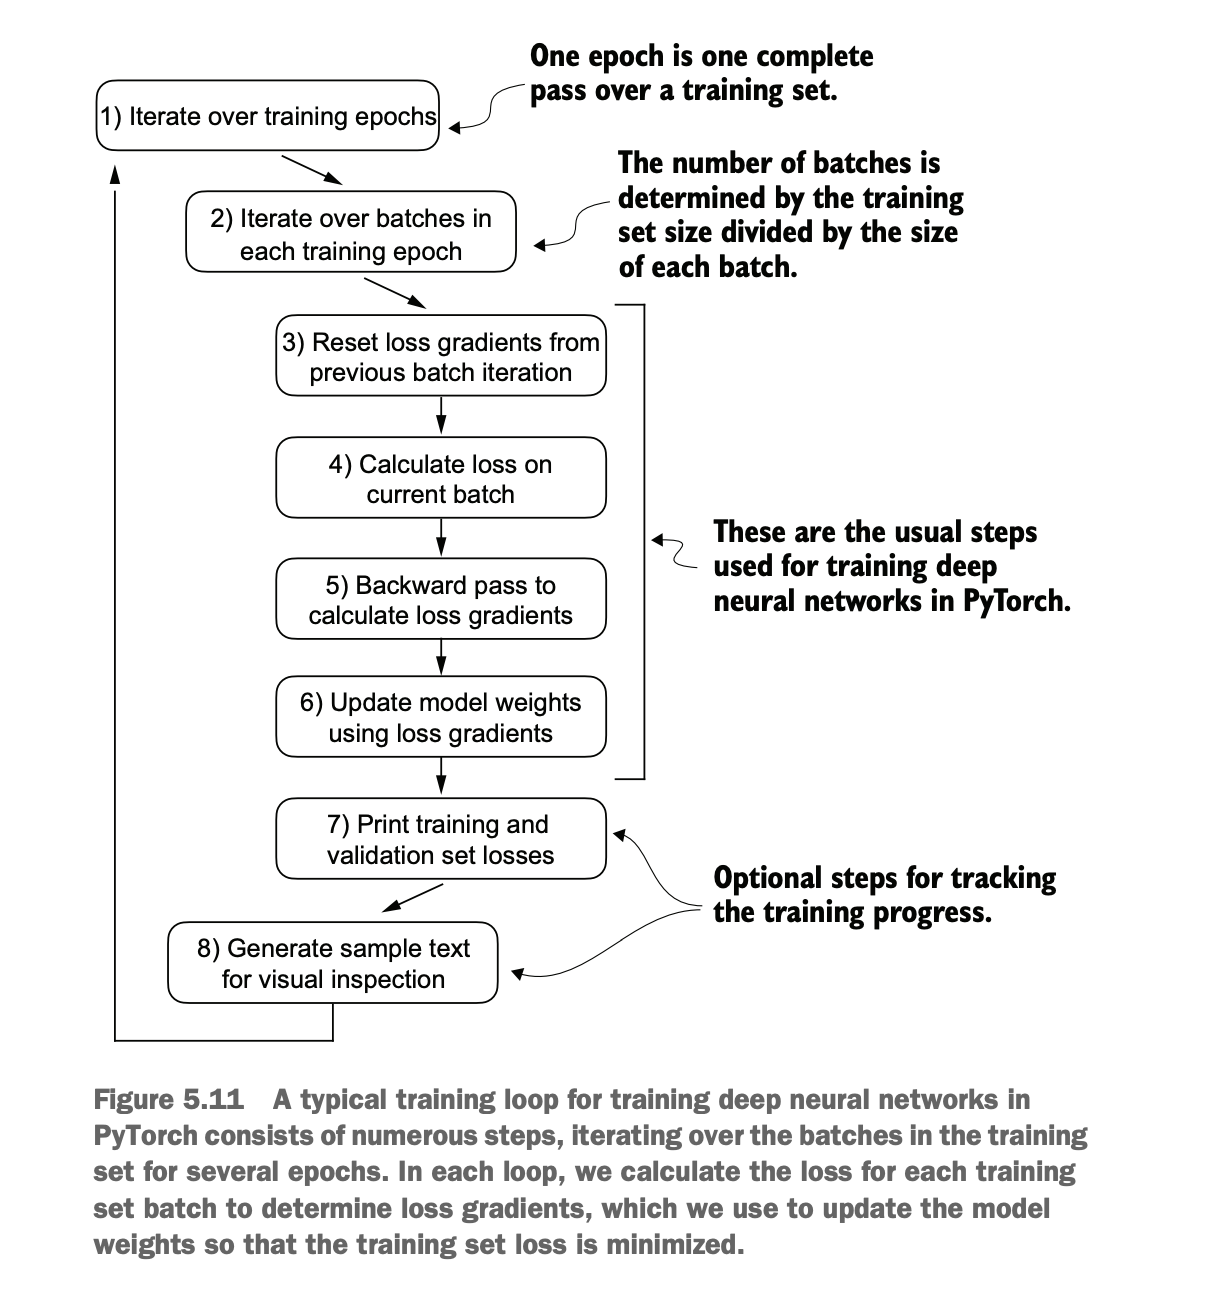 One epoch is one complete
pass over a training set.
1) Iterate over training epochs
The number of batches is
determined by the training
set size divided by the size
of each batch.
2) Iterate over batches in
each training epoch
3) Reset loss gradients from
previous batch iteration
4) Calculate loss on
current batch
These are the usual steps
used for training deep
neural networks in PyTorch.
5) Backward pass to
calculate loss gradients
6) Update model weights
using loss gradients
7) Print training and
validation set losses
Optional steps for tracking
the training progress.
8) Generate sample text
for visual inspection
Figure 5.11 A typical training loop for training deep neural networks in
PyTorch consists of numerous steps, iterating over the batches in the training
set for several epochs. In each loop, we calculate the loss for each training
set batch to determine loss gradients, which we use to update the model
weights so that the training set loss is minimized.